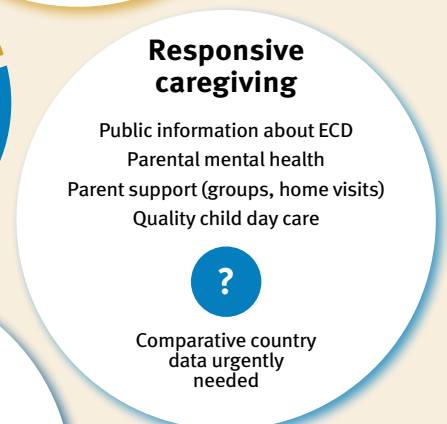 Responsive
caregiving
Public information about ECD
Parental mental health
Parent support (groups, home visits)
Quality child day care
?
Comparative country
data urgently
needed